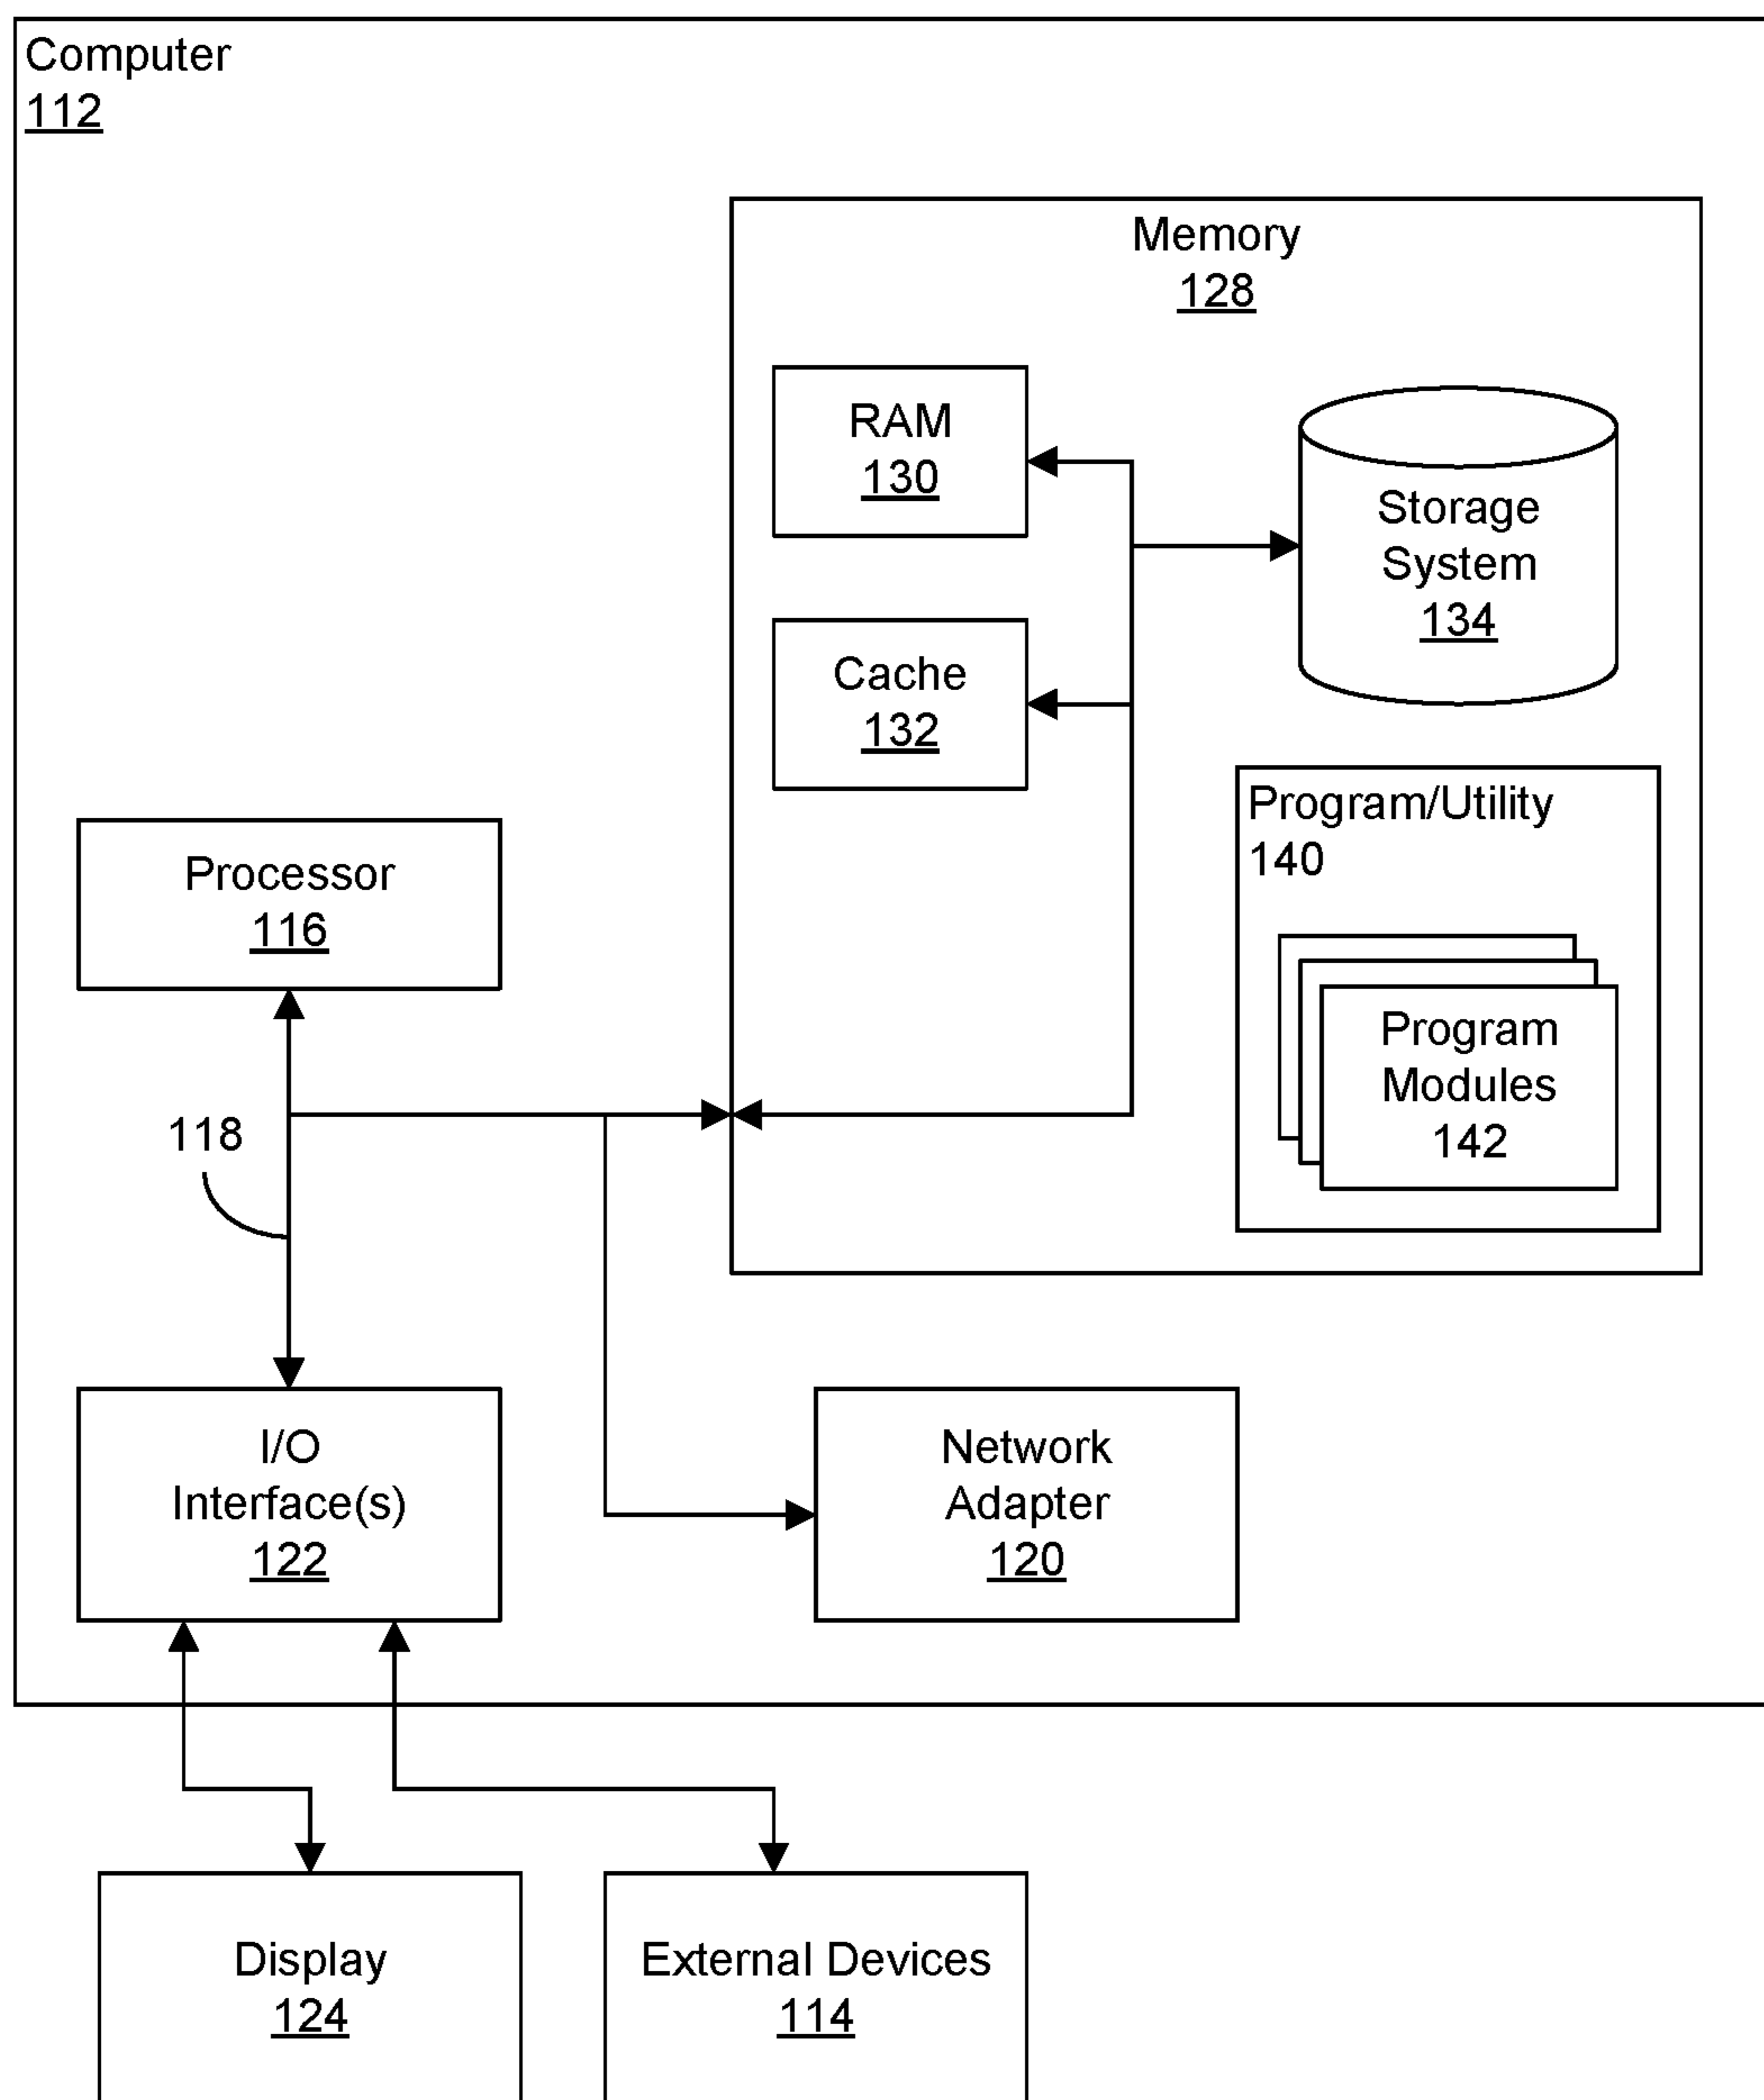 Computer
112
Memory
128
RAM
130
Storage
System
134
Cache
132
Program/Utility
140
Processor
116
Program
Modules
142
118
I/O
Interface(s)
122
Network
Adapter
120
Display
124
External Devices
114